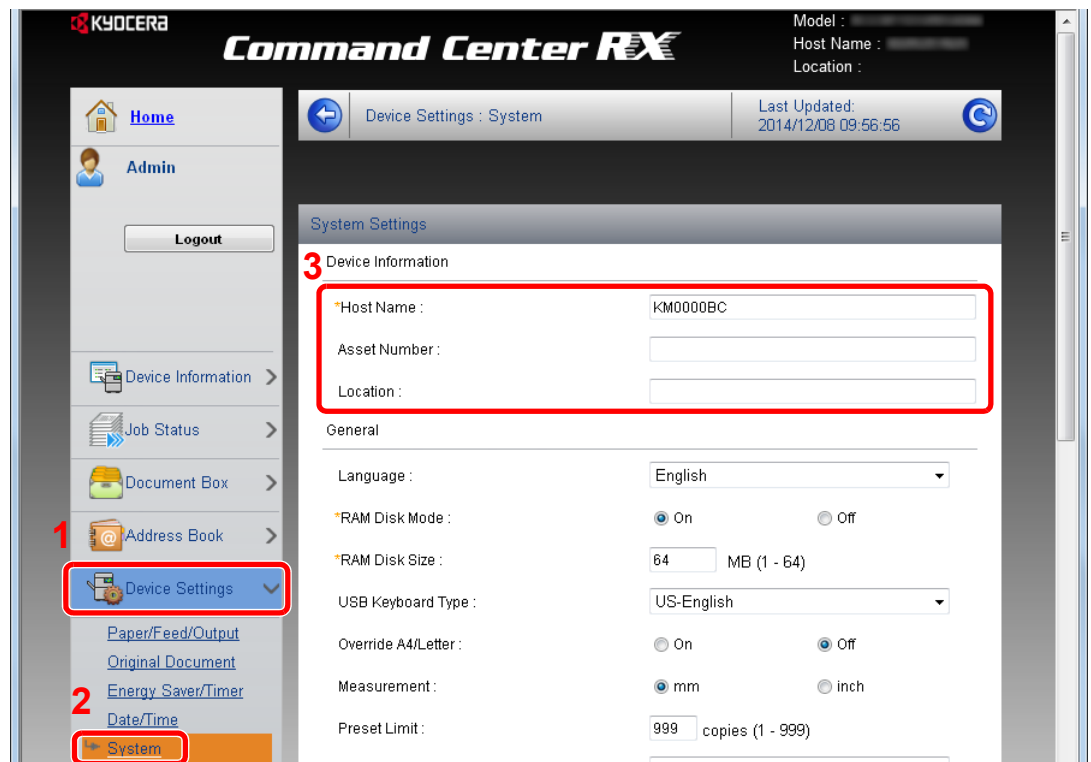 KYOCERA
Command Center RX
Model :
Host Name :
Location :
Home
Device Settings : System
Last Updated:
2014/12/08 09:56:56
Admin
Logout
System Settings
3 Device Information
*Host Name : KM0000BC
Asset Number :
Location :
Device Information
Job Status
Document Box
1
Address Book
Device Settings
Paper/Feed/Output
Original Document
Energy Saver/Timer
2
Date/Time
System
General
Language : English
*RAM Disk Mode : On Off
*RAM Disk Size : 64 MB (1 - 64)
USB Keyboard Type : US-English
Override A4/Letter : On Off
Measurement : mm inch
Preset Limit : 999 copies (1 - 999)